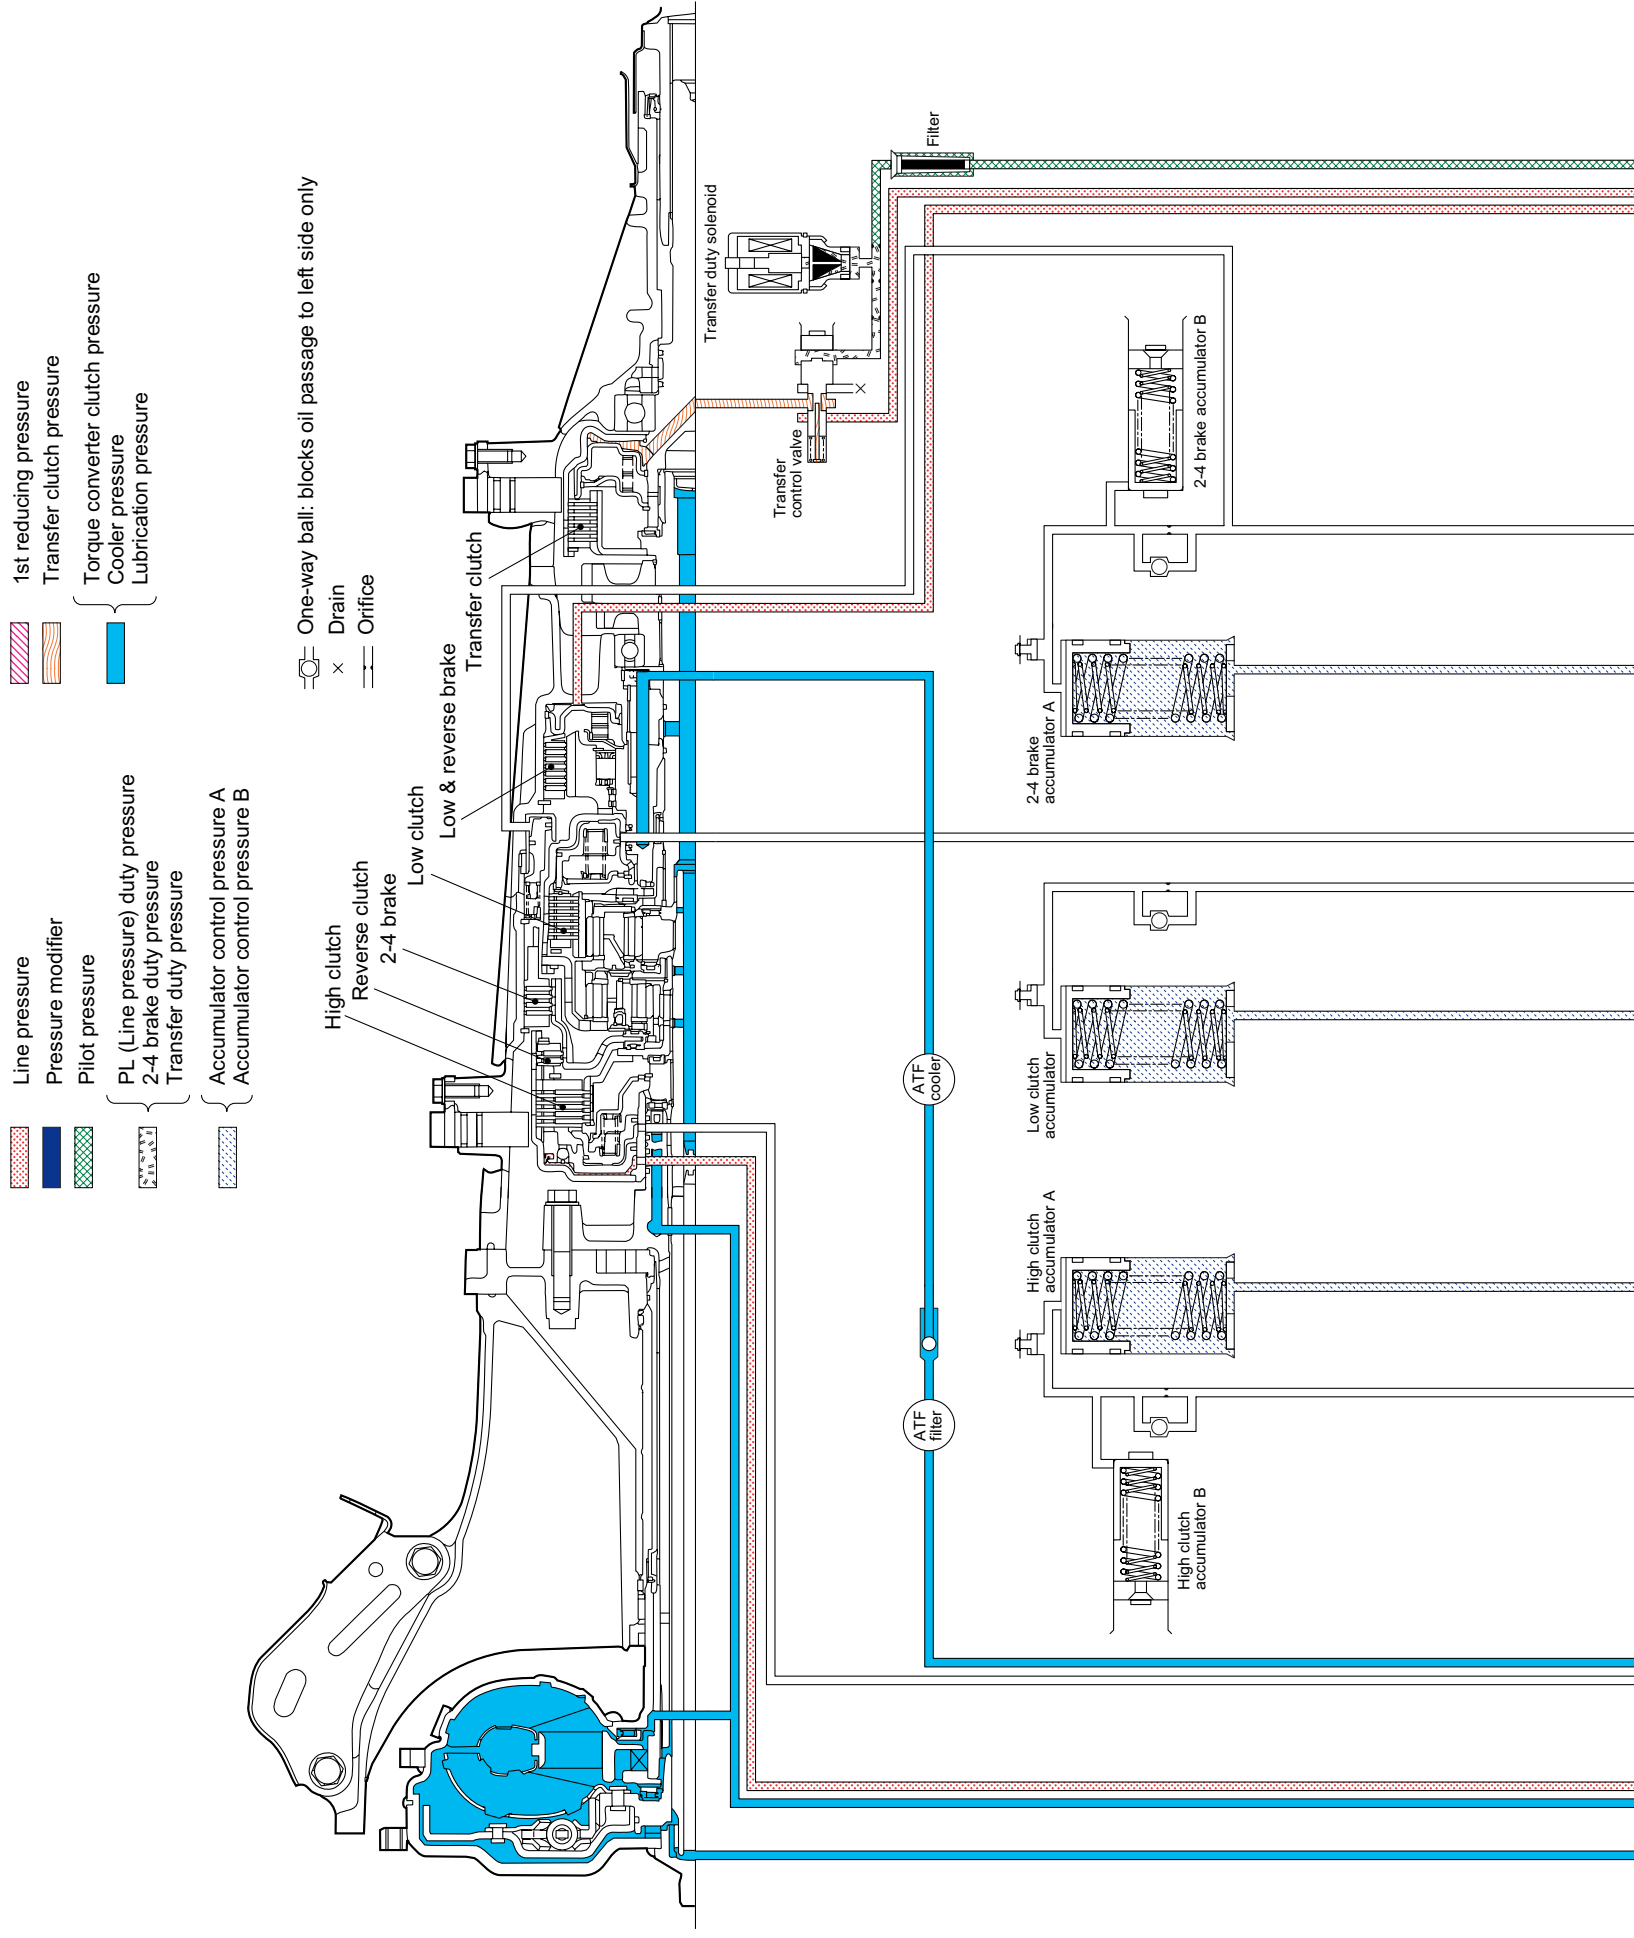 Line pressure
Pressure modifier
Pilot pressure
PL (Line pressure) duty pressure
2-4 brake duty pressure
Transfer duty pressure
Accumulator control pressure A
Accumulator control pressure B
1st reducing pressure
Transfer clutch pressure
Torque converter clutch pressure
Cooler pressure
Lubrication pressure
One-way ball: blocks oil passage to left side only
Drain
Orifice
High clutch
Reverse clutch
2-4 brake
Low clutch
Low & reverse brake
Transfer clutch
Transfer duty solenoid
Transfer
control valve
Filter
ATF
filter
ATF
cooler
High clutch
accumulator B
High clutch
accumulator A
Low clutch
accumulator
2-4 brake
accumulator A
2-4 brake accumulator B